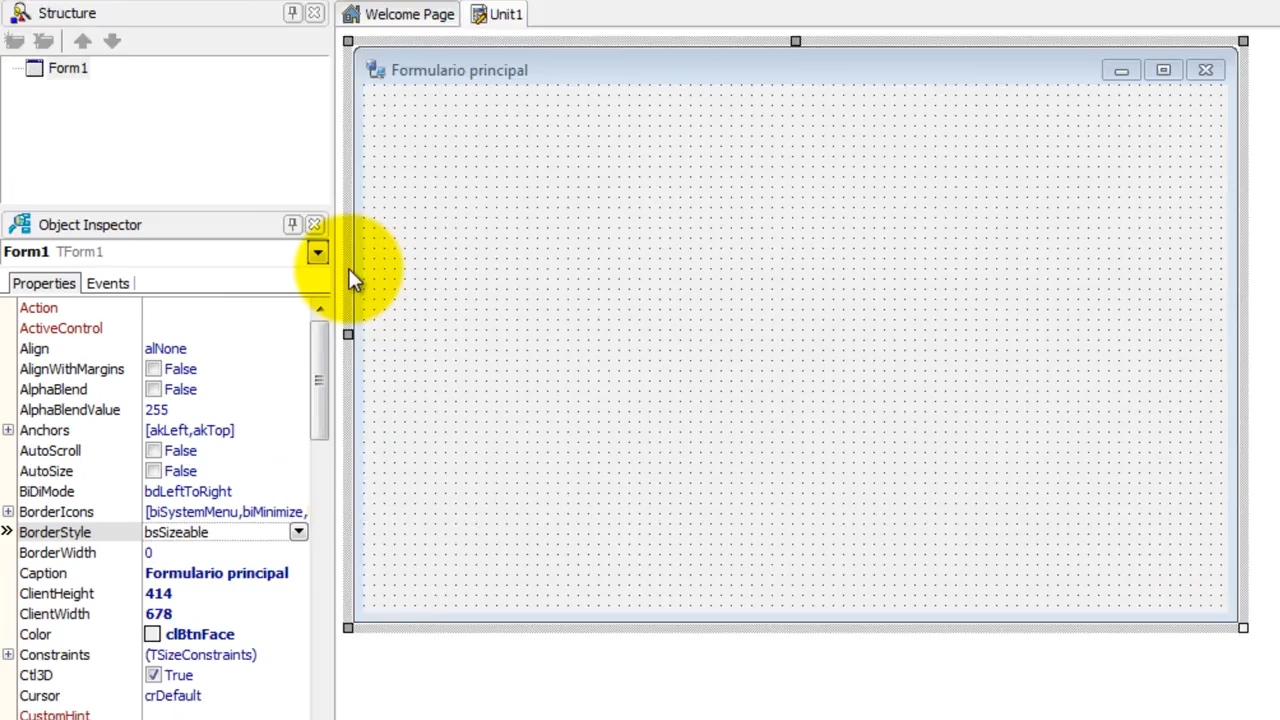 Structure
Welcome Page
Unit1
Form1
Formulario principal
Object Inspector
Form1 TForm1
Properties
Events
Action
ActiveControl
Align alNone
AlignWithMargins False
AlphaBlend False
AlphaBlendValue 255
Anchors [akLeft,akTop]
AutoScroll False
AutoSize False
BiDiMode bdLeftToRight
BorderIcons [biSystemMenu,biMinimize,
BorderStyle bsSizeable
BorderWidth 0
Caption Formulario principal
ClientHeight 414
ClientWidth 678
Color clBtnFace
Constraints (TSizeConstraints)
Ctl3D True
Cursor crDefault
CustomHint